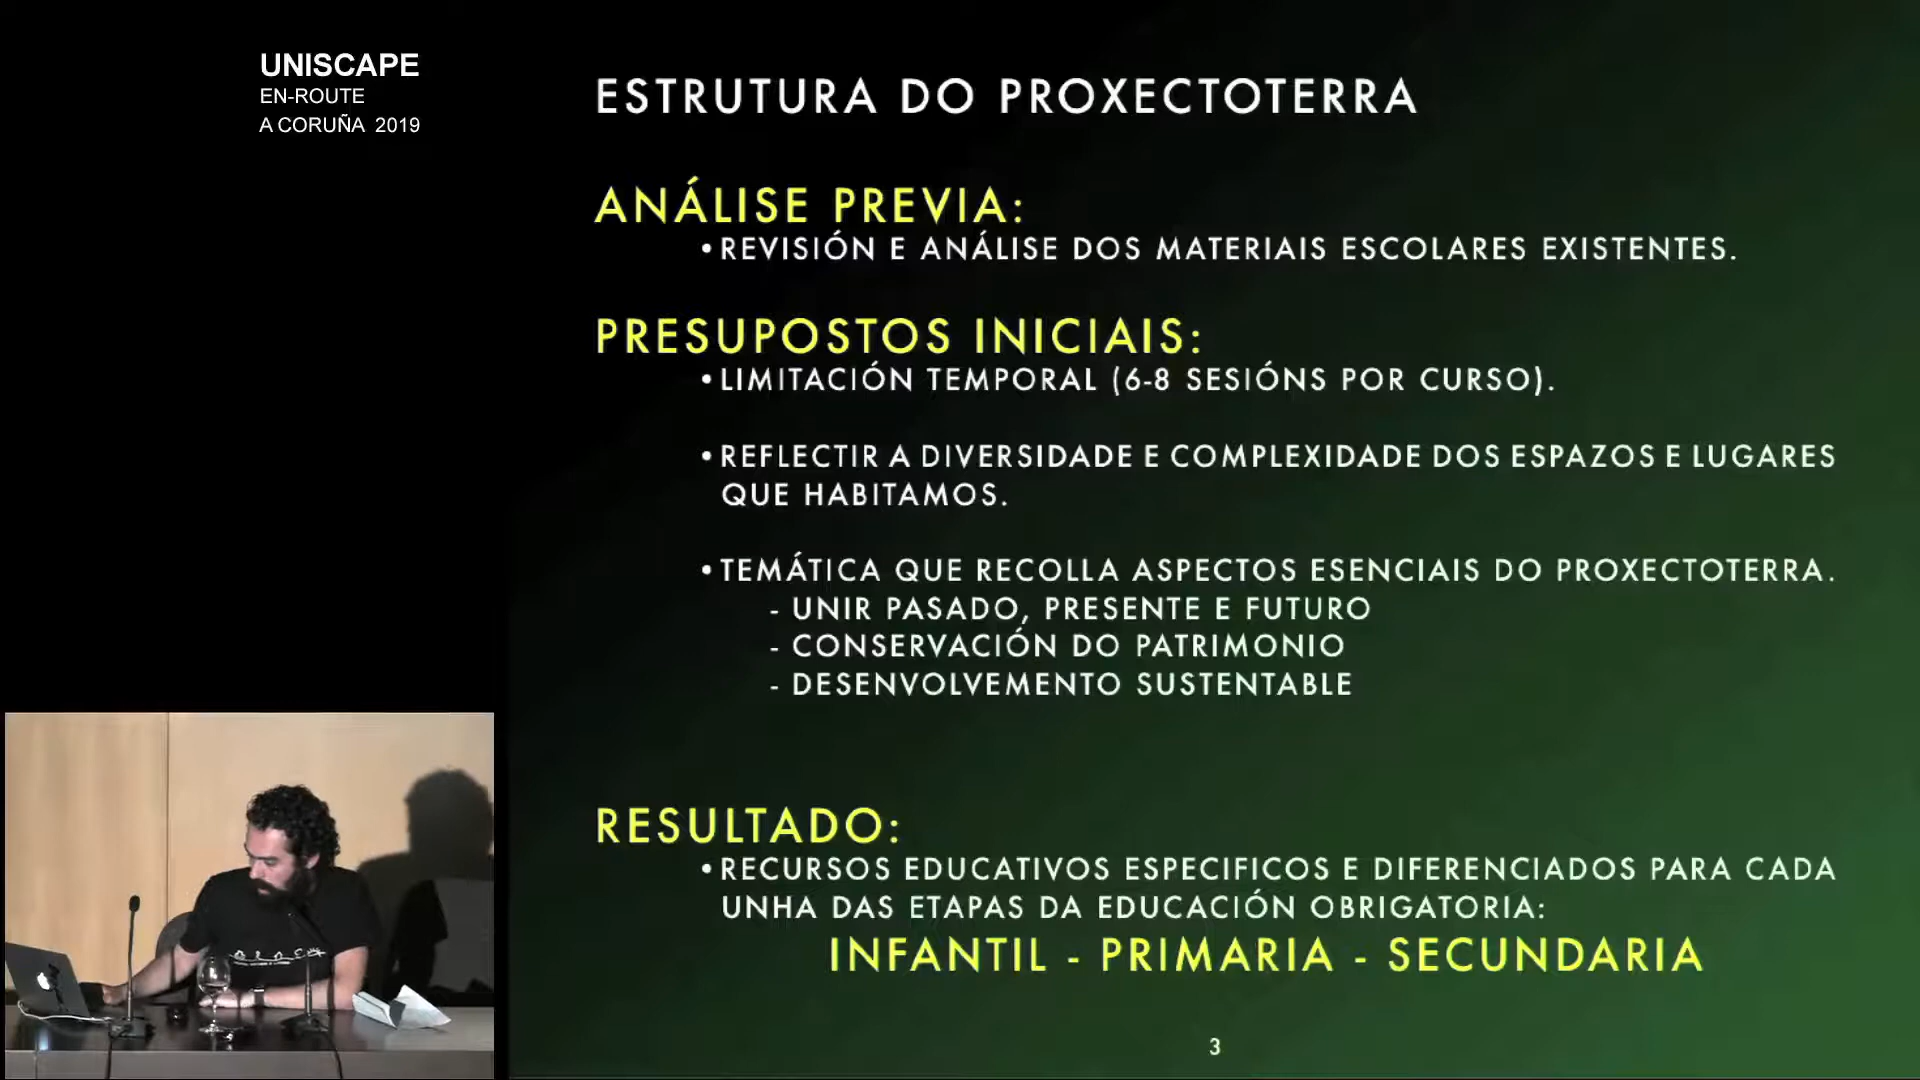 UNISCAPE
EN-ROUTE
A CORUÑA 2019
ESTRUTURA DO PROXECTOTERRA
ANÁLISE PREVIA:
•REVISIÓN E ANÁLISE DOS MATERIAIS ESCOLARES EXISTENTES.
PRESUPOSTOS INICIAIS:
•LIMITACIÓN TEMPORAL (6-8 SESIÓNS POR CURSO).
•REFLECTIR A DIVERSIDADE E COMPLEXIDADE DOS ESPAZOS E LUGARES
QUE HABITAMOS.
•TEMÁTICA QUE RECOLLA ASPECTOS ESENCIAIS DO PROXECTOTERRA.
- UNIR PASADO, PRESENTE E FUTURO
- CONSERVACIÓN DO PATRIMONIO
- DESENVOLVEMENTO SUSTENTABLE
RESULTADO:
•RECURSOS EDUCATIVOS ESPECIFICOS E DIFERENCIADOS PARA CADA
UNHA DAS ETAPAS DA EDUCACIÓN OBRIGATORIA:
INFANTIL - PRIMARIA - SECUNDARIA
3